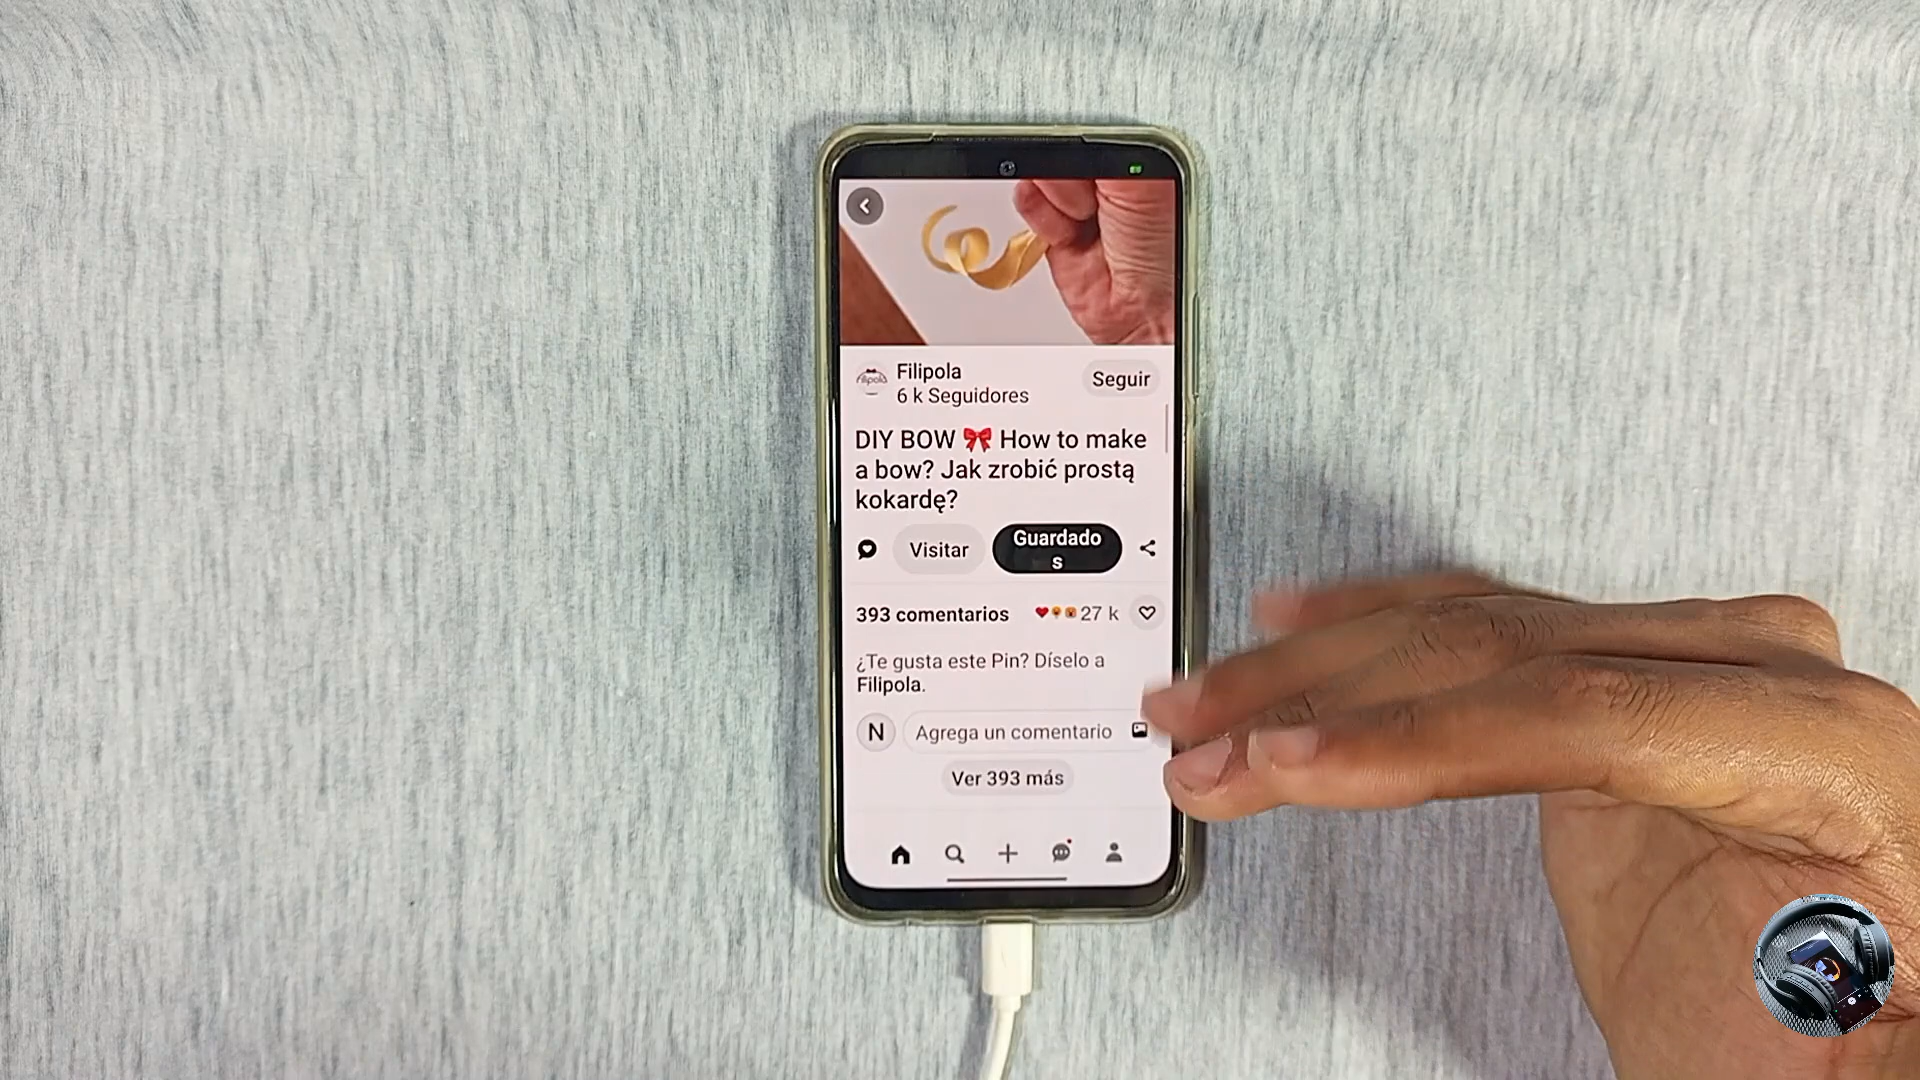 Filipola
6 k Seguidores
Seguir
DIY BOW 🎀 How to make
a bow? Jak zrobić prostą
kokardę?
Visitar
Guardado
s
393 comentarios
27 k
¿Te gusta este Pin? Díselo a
Filipola.
N
Agrega un comentario
Ver 393 más